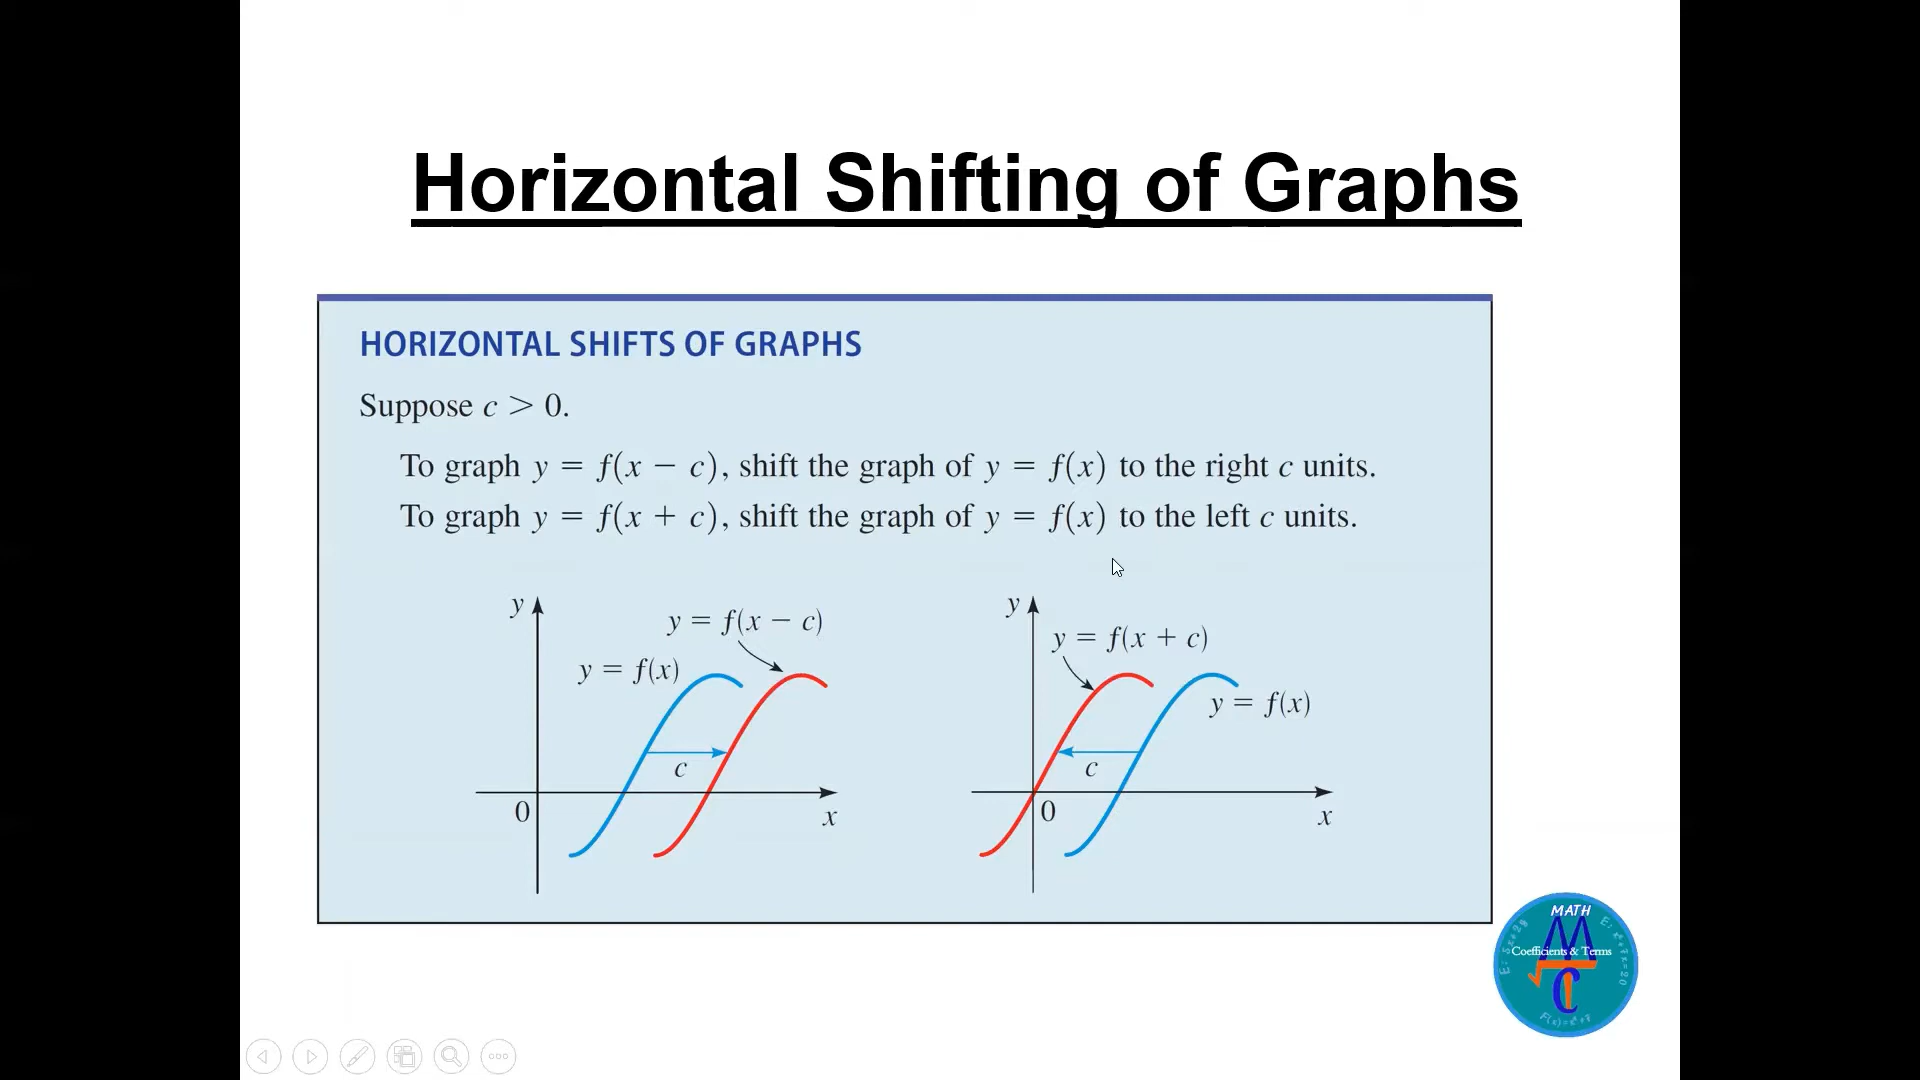 Horizontal Shifting of Graphs
HORIZONTAL SHIFTS OF GRAPHS
Suppose c > 0.
To graph y = f(x − c), shift the graph of y = f(x) to the right c units.
To graph y = f(x + c), shift the graph of y = f(x) to the left c units.
y
y = f(x − c)
y = f(x)
c
0
x
y
y = f(x + c)
y = f(x)
c
0
x
MATH
Coefficients & Terms